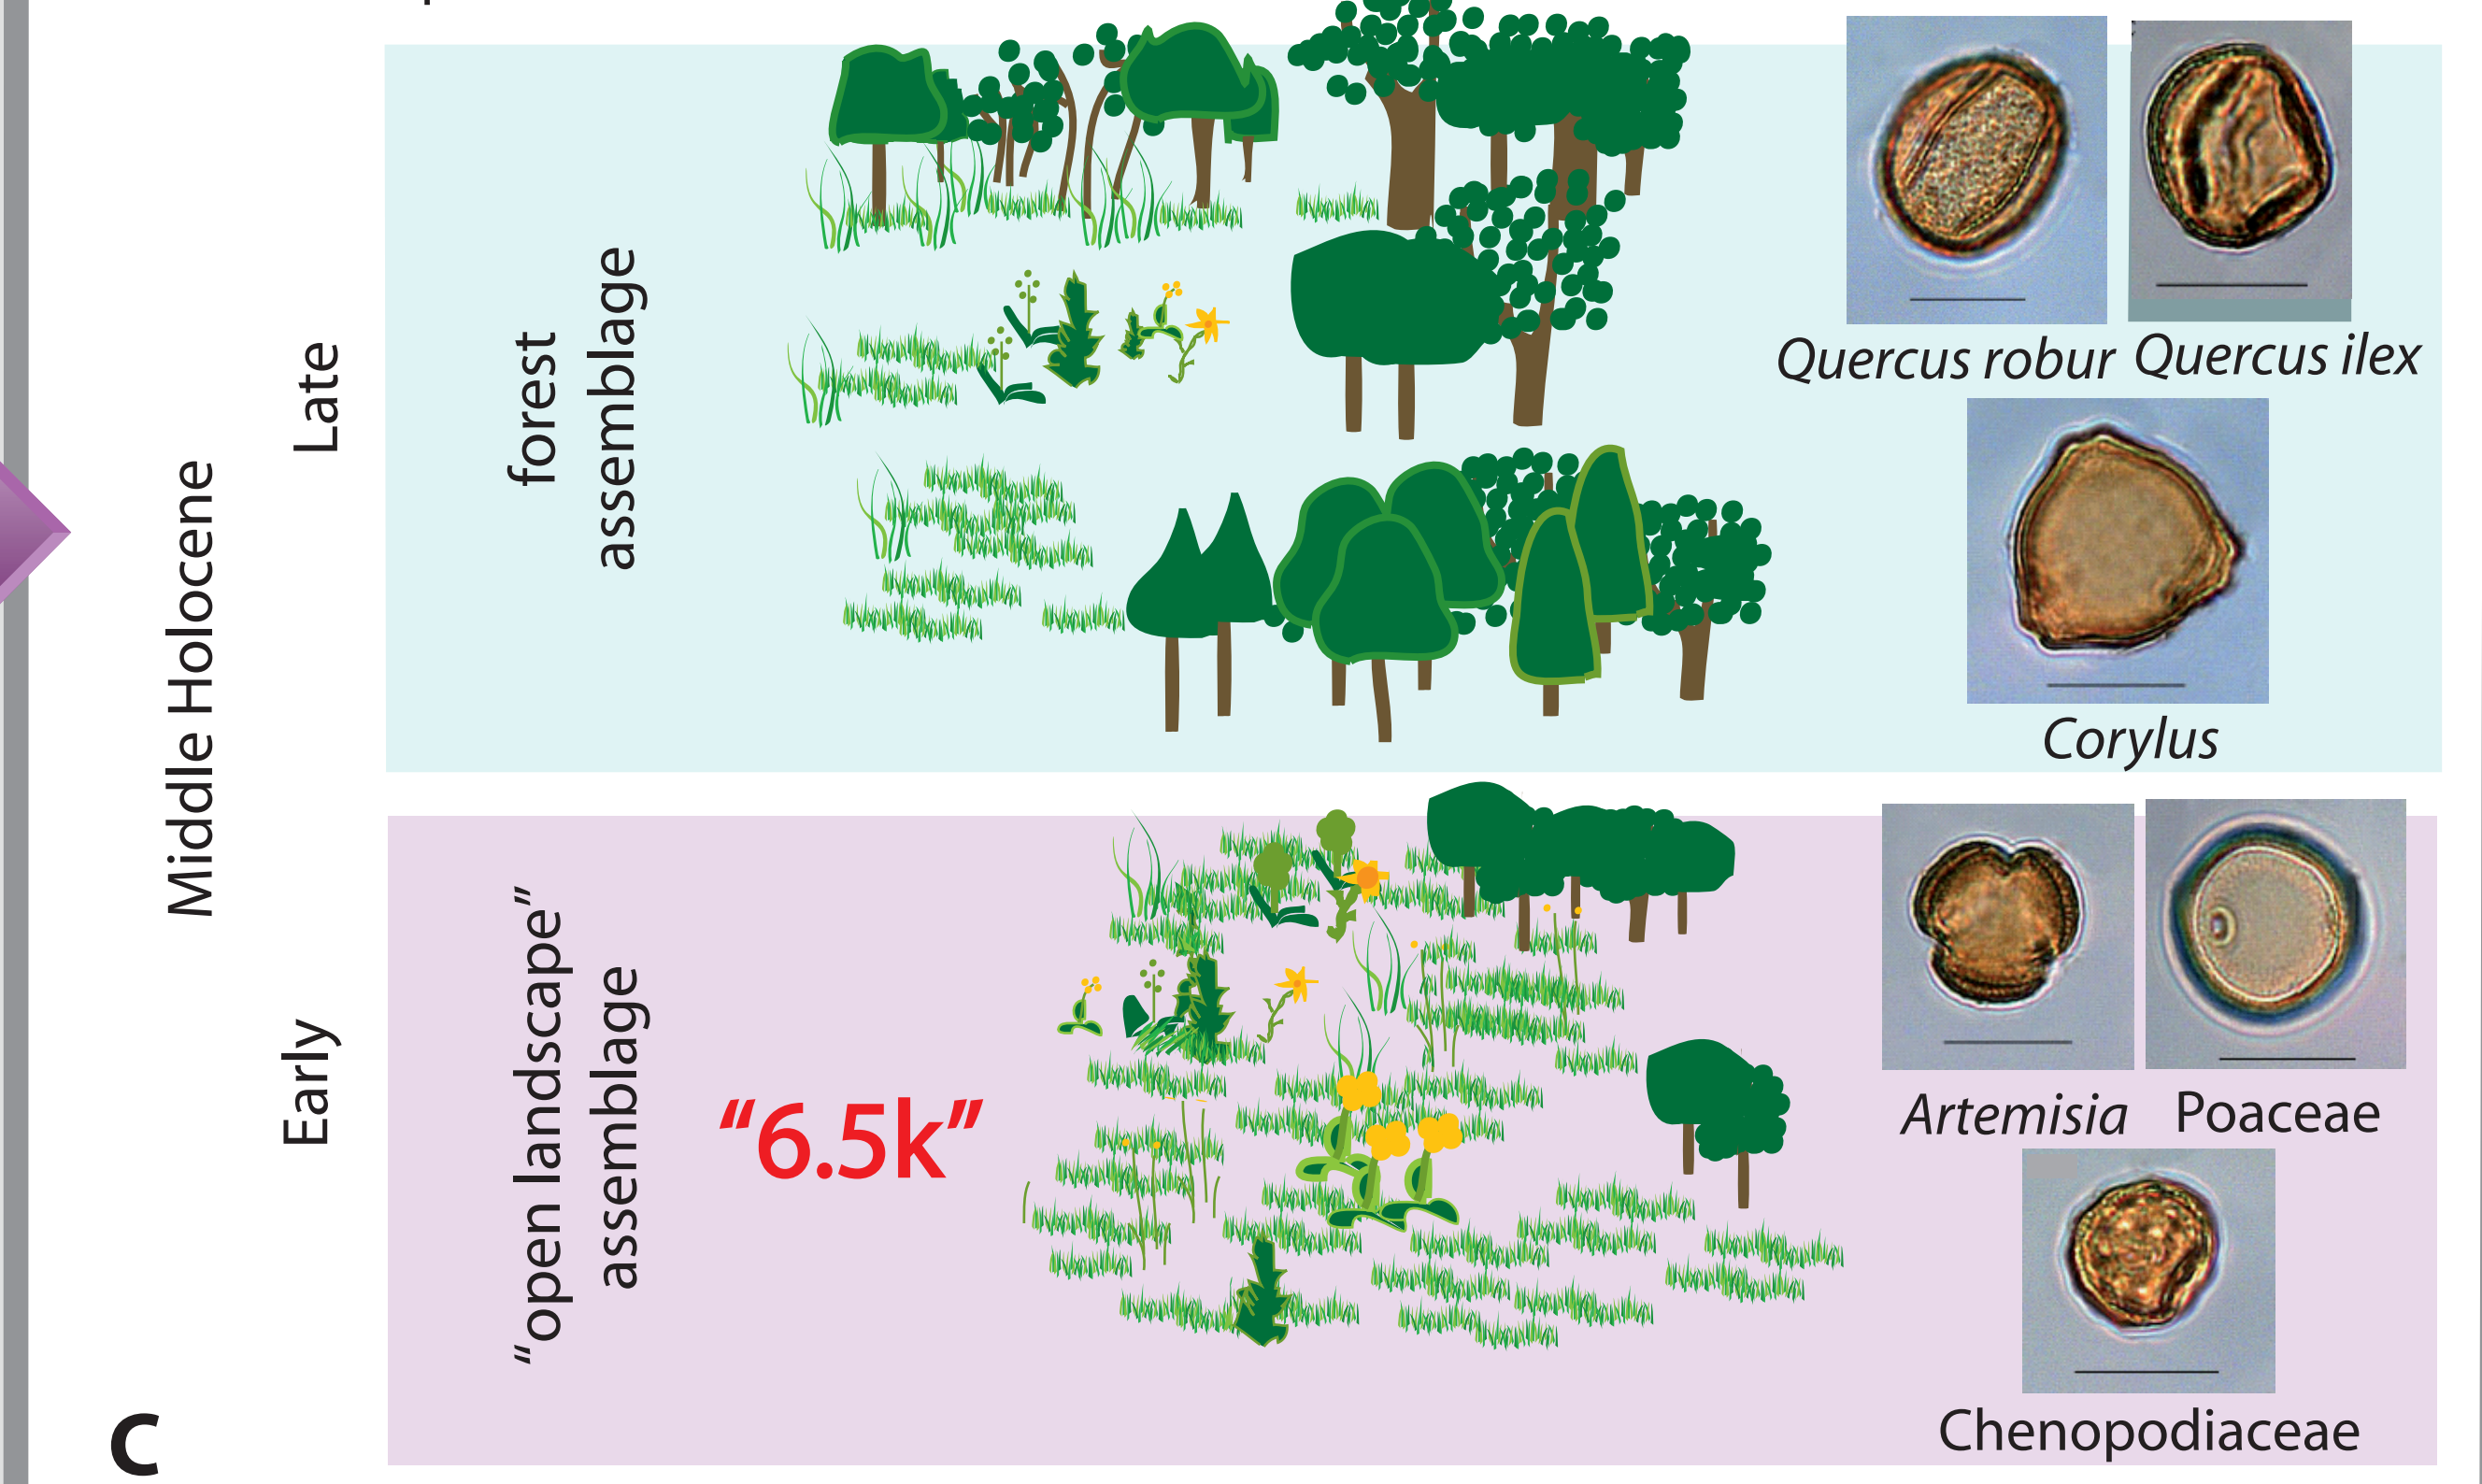 Middle Holocene
Late
forest
assemblage
Quercus robur
Quercus ilex
Corylus
Early
“open landscape”
assemblage
“6.5k”
Artemisia
Poaceae
Chenopodiaceae
C